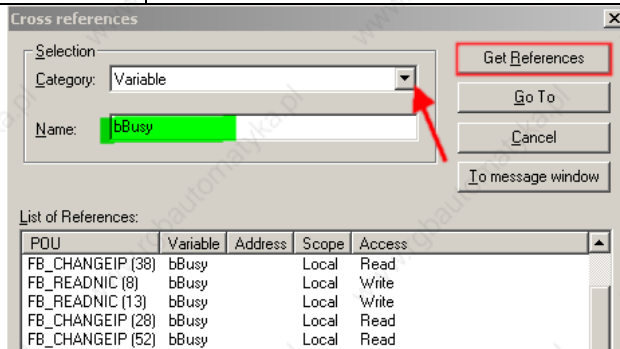 Cross references
Selection
Category: Variable
Name: bBusy
Get References
Go To
Cancel
To message window
List of References:
POU Variable Address Scope Access
FB_CHANGEIP (38) bBusy Local Read
FB_READNIC (8) bBusy Local Write
FB_READNIC (13) bBusy Local Write
FB_CHANGEIP (28) bBusy Local Read
FB_CHANGEIP (52) bBusy Local Read